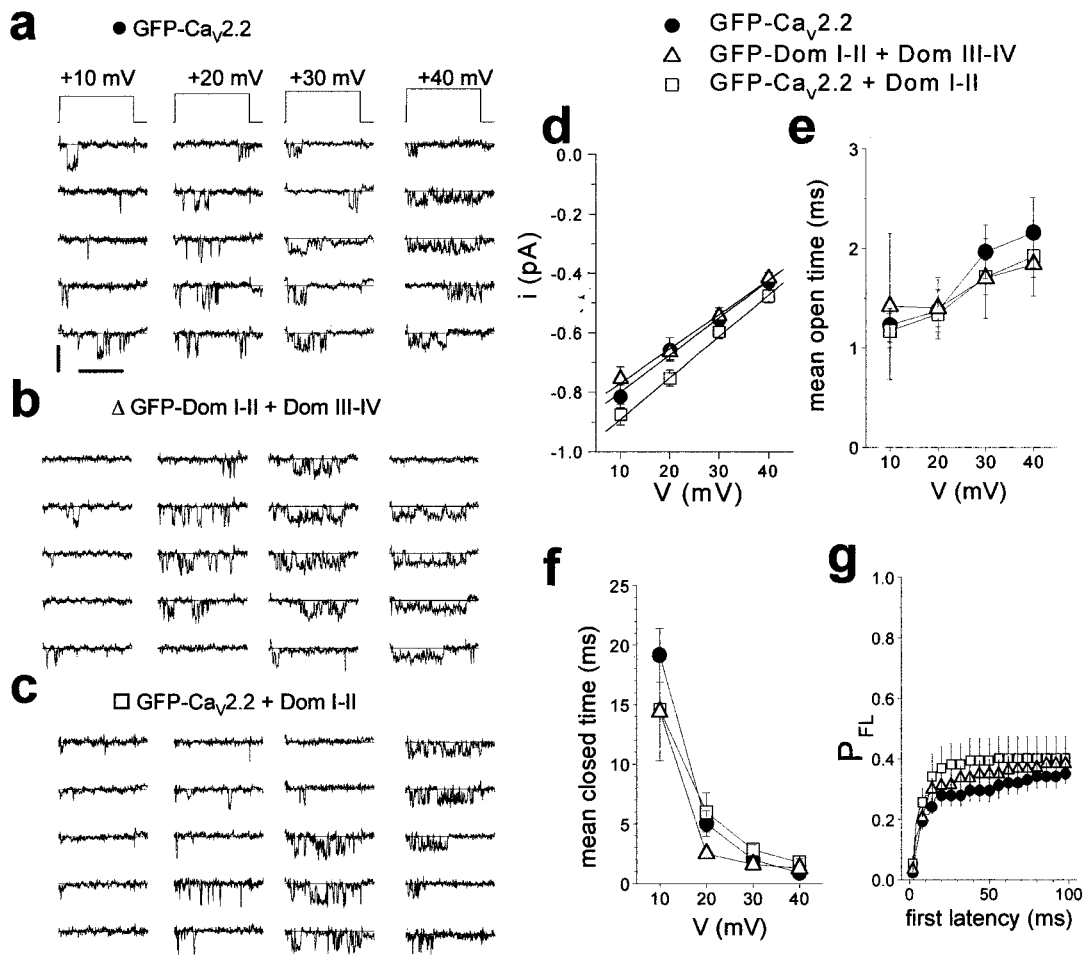 a
● GFP-CaV2.2
+10 mV +20 mV +30 mV +40 mV
b
Δ GFP-Dom I-II + Dom III-IV
c
□ GFP-CaV2.2 + Dom I-II
● GFP-CaV2.2
△ GFP-Dom I-II + Dom III-IV
□ GFP-CaV2.2 + Dom I-II
d
i (pA)
0.0
-0.2
-0.4
-0.6
-0.8
-1.0
10 20 30 40
V (mV)
e
mean open time (ms)
3
2
1
0
10 20 30 40
V (mV)
f
mean closed time (ms)
25
20
15
10
5
0
10 20 30 40
V (mV)
g
PFL
1.0
0.8
0.6
0.4
0.2
0.0
0 50 100
first latency (ms)